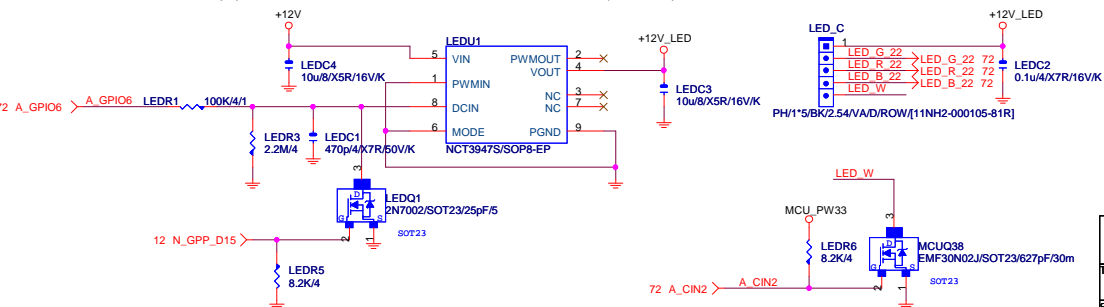 +12V
LEDC4
10u/8/X5R/16V/K
LEDU1
5 VIN PWMOUT 2
1 PWMIN VOUT 4
8 DCIN NC 3
NC 7
6 MODE PGND 9
NCT3947S/SOP8-EP
+12V_LED
LEDC3
10u/8/X5R/16V/K
72 A_GPIO6 A_GPIO6 LEDR1 100K/4/1
LEDR3
2.2M/4
LEDC1
470p/4/X7R/50V/K
3
D
G S
2 1
LEDQ1
2N7002/SOT23/25pF/5
SOT23
12 N_GPP_D15
LEDR5
8.2K/4
LED_C
1
LED_G_22 LED_G_22 72
LED_R_22 LED_R_22 72
LED_B_22 LED_B_22 72
LED_W
PH/1*5/BK/2.54/VA/D/ROW/[11NH2-000105-81R]
+12V_LED
LEDC2
0.1u/4/X7R/16V/K
LED_W
MCU_PW33
LEDR6
8.2K/4
3
D
G S
2 1
MCUQ38
EMF30N02J/SOT23/627pF/30m
SOT23
72 A_CIN2 A_CIN2